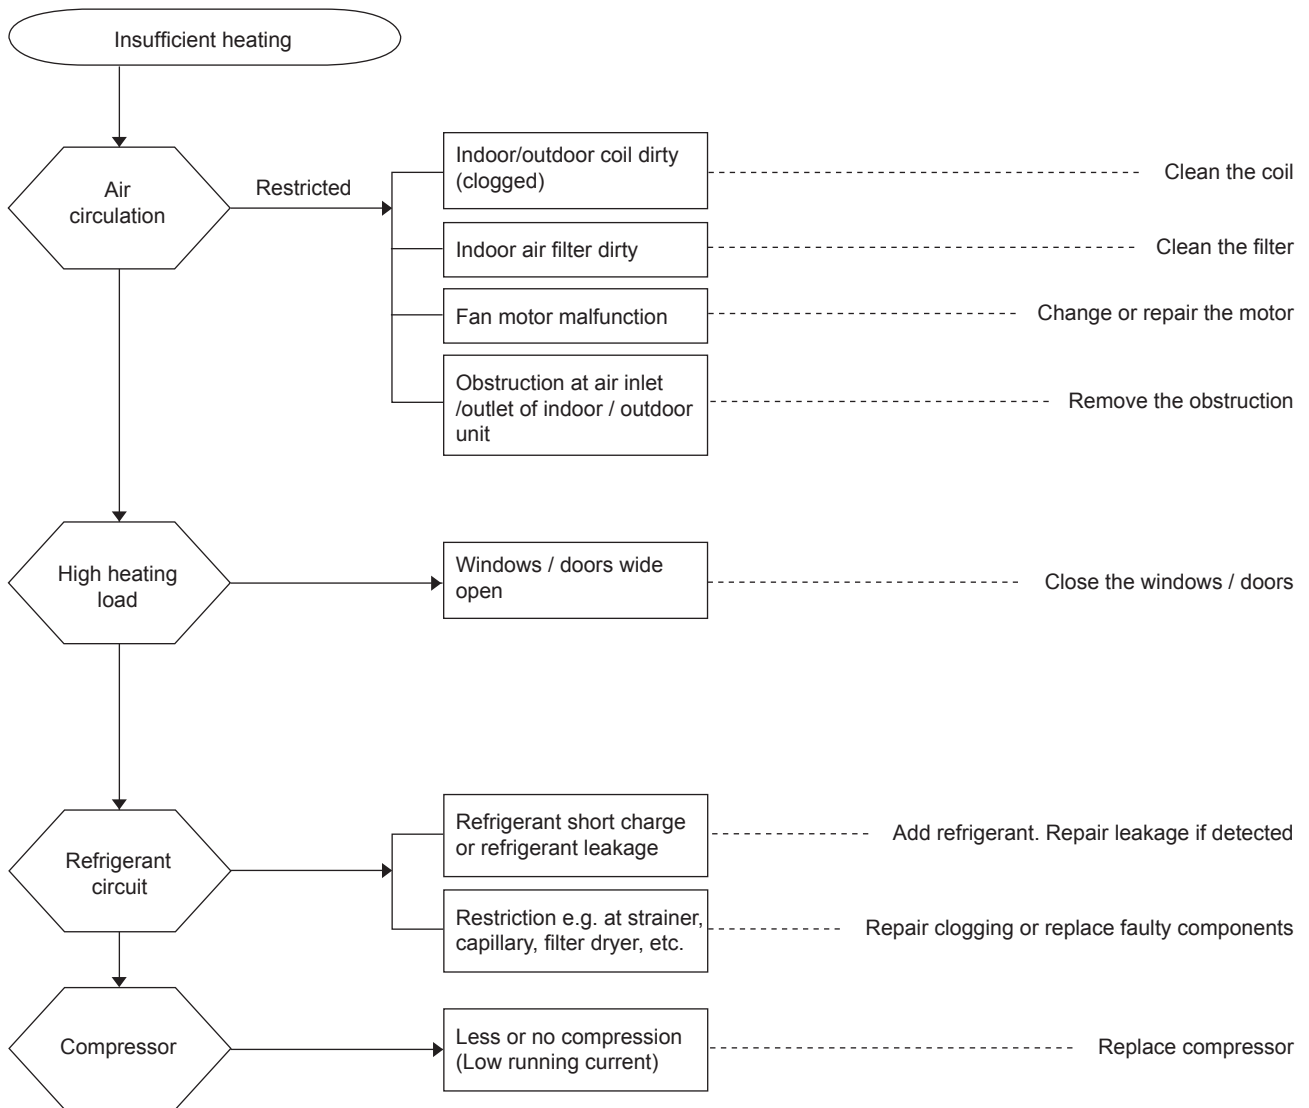 Insufficient heating
Air
circulation
Restricted
Indoor/outdoor coil dirty
(clogged)
Clean the coil
Indoor air filter dirty
Clean the filter
Fan motor malfunction
Change or repair the motor
Obstruction at air inlet
/outlet of indoor / outdoor
unit
Remove the obstruction
High heating
load
Windows / doors wide
open
Close the windows / doors
Refrigerant
circuit
Refrigerant short charge
or refrigerant leakage
Add refrigerant. Repair leakage if detected
Restriction e.g. at strainer,
capillary, filter dryer, etc.
Repair clogging or replace faulty components
Compressor
Less or no compression
(Low running current)
Replace compressor